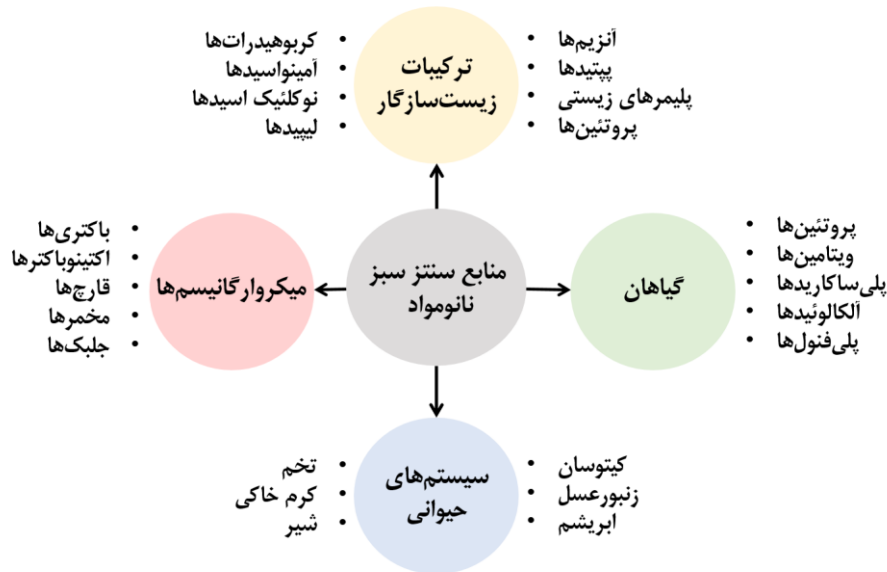 ترکیبات
زیست‌سازگار
آنزیم‌ها
پپتیدها
پلیمرهای زیستی
پروتئین‌ها
کربوهیدرات‌ها
آمینواسیدها
نوکلئیک اسیدها
لیپیدها
منابع سنتز سبز
نانومواد
گیاهان
پروتئین‌ها
ویتامین‌ها
پلی‌ساکاریدها
آلکالوئیدها
پلی‌فنول‌ها
میکروارگانیسم‌ها
باکتری‌ها
اکتینوباکترها
قارچ‌ها
مخمرها
جلبک‌ها
سیستم‌های
حیوانی
کیتوسان
زنبورعسل
ابریشم
تخم
کرم خاکی
شیر